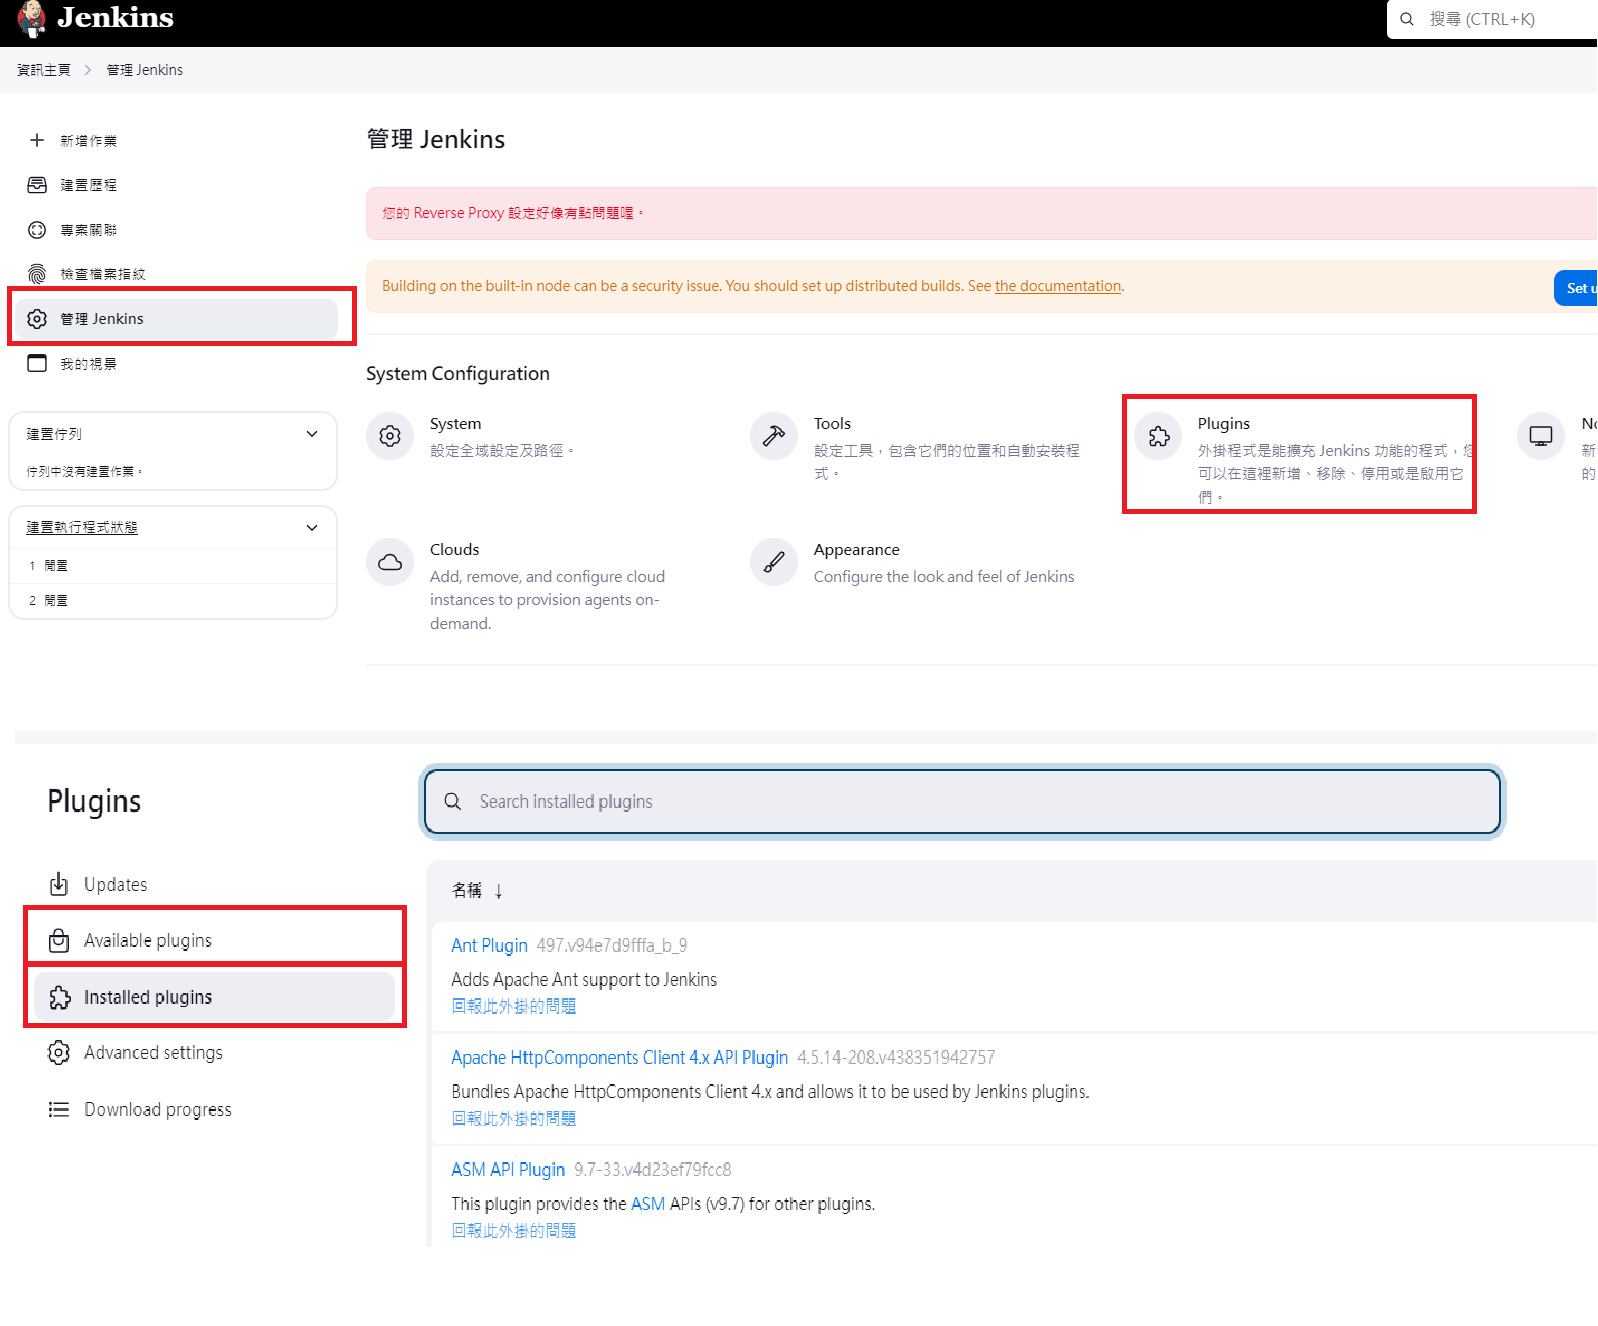 Jenkins
搜尋 (CTRL+K)
資訊主頁 > 管理 Jenkins
新增作業
建置歷程
專案關聯
檢查檔案指紋
管理 Jenkins
我的視景
建置佇列
佇列中沒有建置作業。
建置執行程式狀態
1 閒置
2 閒置
管理 Jenkins
您的 Reverse Proxy 設定好像有點問題喔。
Building on the built-in node can be a security issue. You should set up distributed builds. See the documentation.
Set u
System Configuration
System
設定全域設定及路徑。
Tools
設定工具，包含它們的位置和自動安裝程
式。
Plugins
外掛程式是能擴充 Jenkins 功能的程式，您
可以在這裡新增、移除、停用或是啟用它
們。
No
新
的
Clouds
Add, remove, and configure cloud
instances to provision agents on-
demand.
Appearance
Configure the look and feel of Jenkins
Plugins
Updates
Available plugins
Installed plugins
Advanced settings
Download progress
Search installed plugins
名稱 ↓
Ant Plugin 497.v94e7d9fffa_b_9
Adds Apache Ant support to Jenkins
回報此外掛的問題
Apache HttpComponents Client 4.x API Plugin 4.5.14-208.v438351942757
Bundles Apache HttpComponents Client 4.x and allows it to be used by Jenkins plugins.
回報此外掛的問題
ASM API Plugin 9.7-33.v4d23ef79fcc8
This plugin provides the ASM APIs (v9.7) for other plugins.
回報此外掛的問題